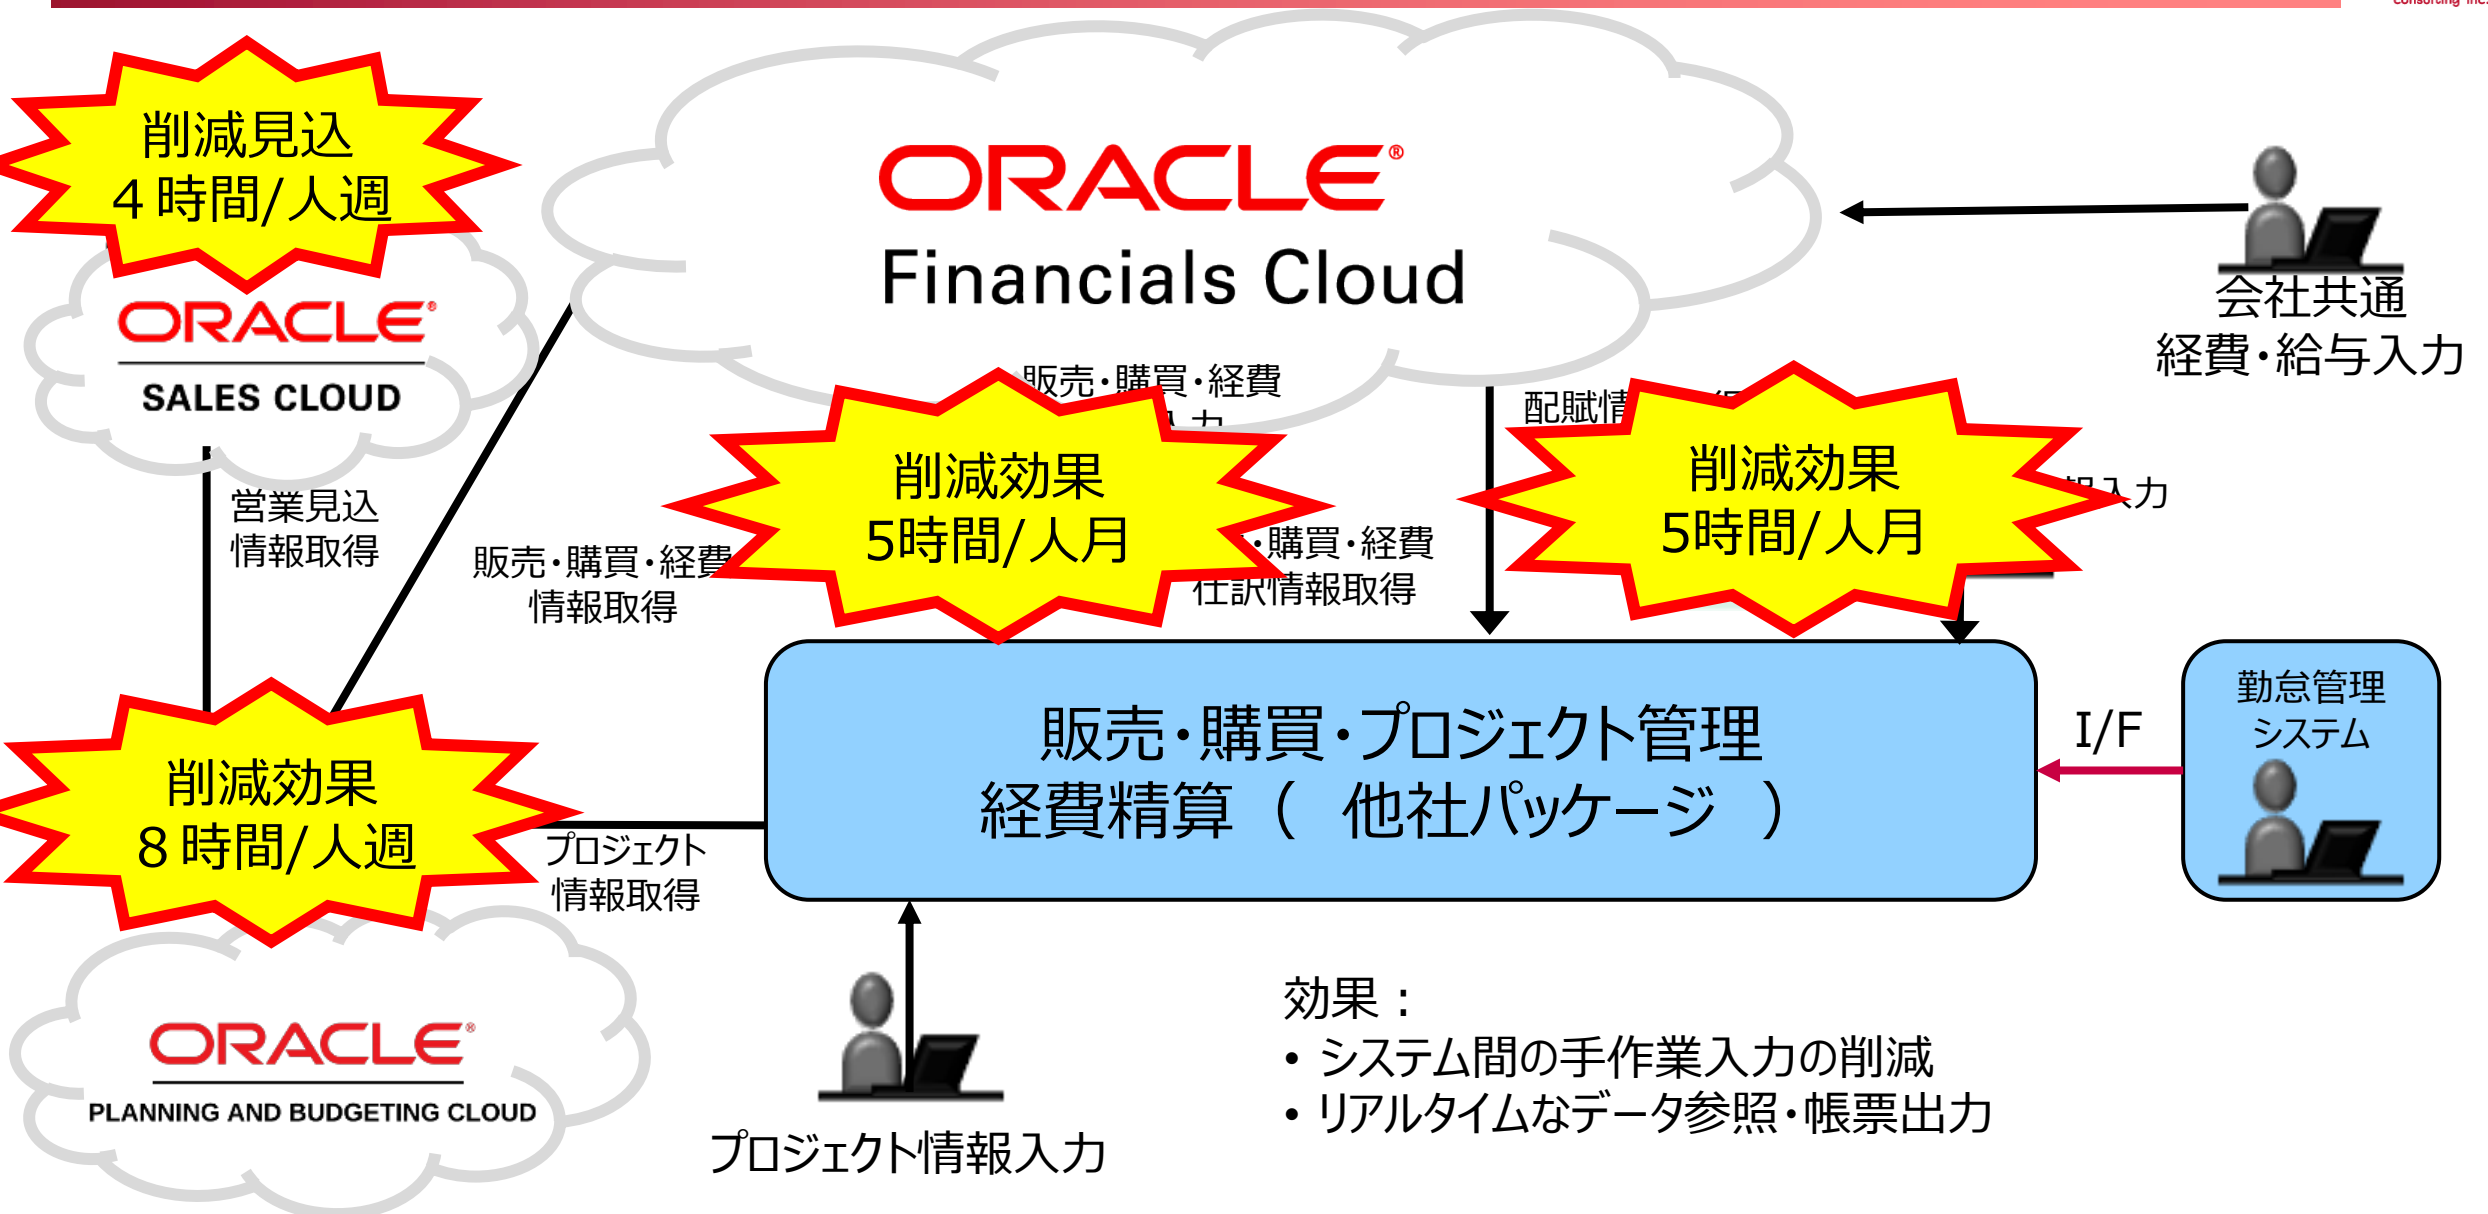 Consulting Inc.
削減見込
4時間/人週
ORACLE®
SALES CLOUD
ORACLE®
Financials Cloud
会社共通
経費・給与入力
販売・購買・経費
入力
配賦情
削減効果
5時間/人月
削減効果
5時間/人月
報入力
営業見込
情報取得
販売・購買・経費
情報取得
・購買・経費
仕訳情報取得
削減効果
8時間/人週
プロジェクト
情報取得
販売・購買・プロジェクト管理
経費精算( 他社パッケージ )
I/F
勤怠管理
システム
ORACLE®
PLANNING AND BUDGETING CLOUD
プロジェクト情報入力
効果:
• システム間の手作業入力の削減
• リアルタイムなデータ参照・帳票出力